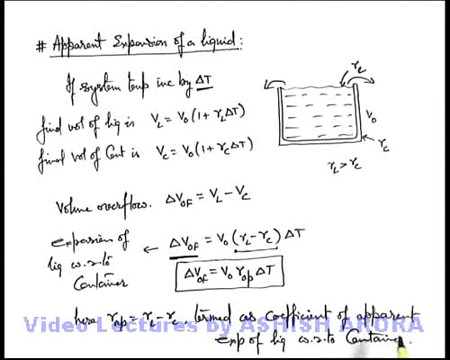 # Apparent Expansion of a liquid:
If system temp inc by ΔT
final vol of liq is V_L = V_0 (1 + γ_L ΔT)
final vol of Cont is V_C = V_0 (1 + γ_C ΔT)
γ_L
V_0
γ_C
γ_L > γ_C
Volume overflow. ΔV_OF = V_L - V_C
expansion of
liq w.r.to
Container
← ΔV_OF = V_0 (γ_L - γ_C) ΔT
ΔV_OF = V_0 γ_ap ΔT
here γ_ap = γ_L - γ_C, termed as coefficient of apparent
exp of liq w.r.to Container.
Video Lectures by ASHISH ARORA